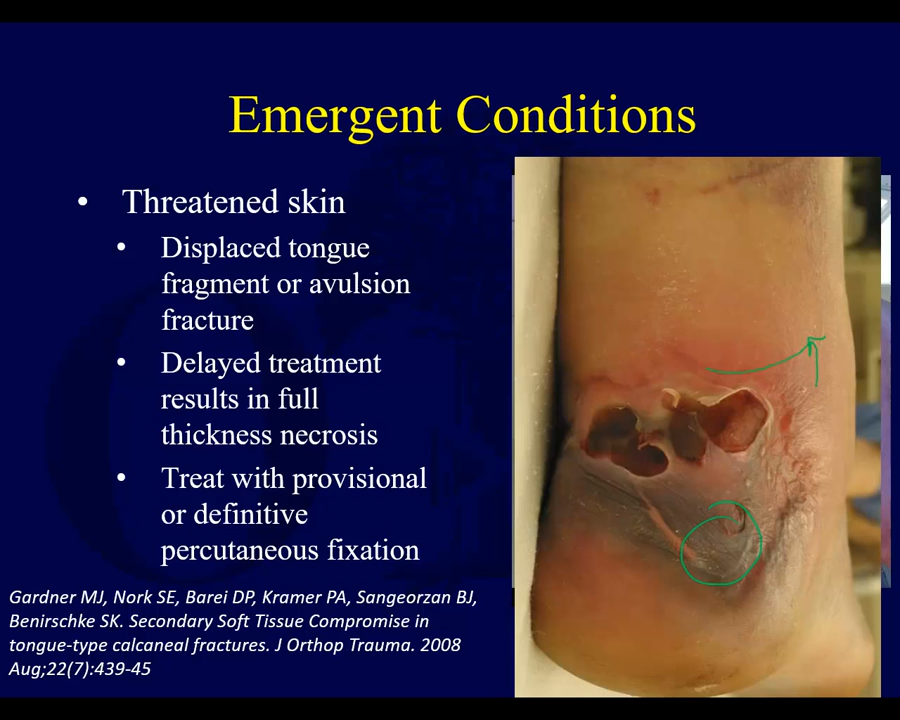 Emergent Conditions
• Threatened skin
• Displaced tongue
fragment or avulsion
fracture
• Delayed treatment
results in full
thickness necrosis
• Treat with provisional
or definitive
percutaneous fixation
Gardner MJ, Nork SE, Barei DP, Kramer PA, Sangeorzan BJ,
Benirschke SK. Secondary Soft Tissue Compromise in
tongue-type calcaneal fractures. J Orthop Trauma. 2008
Aug;22(7):439-45